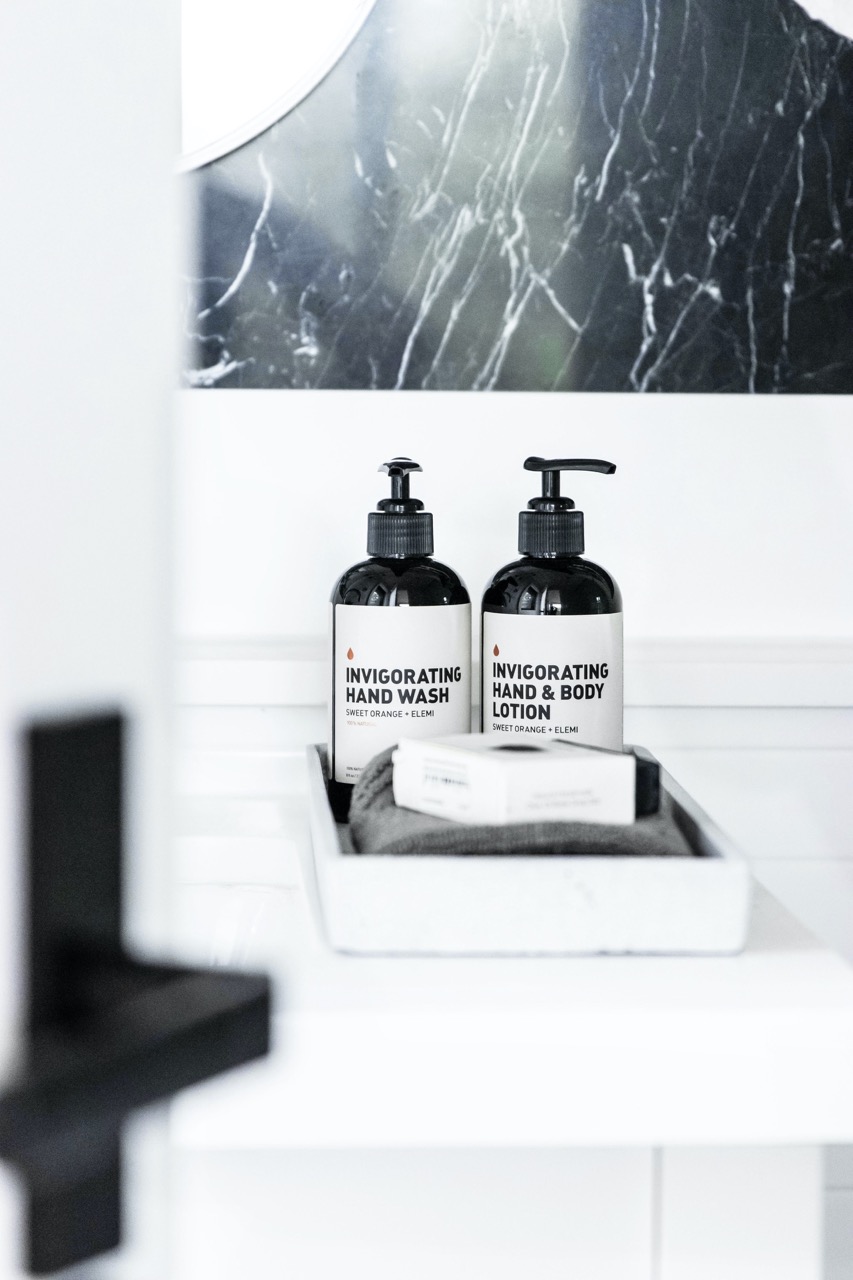 INVIGORATING
HAND WASH
SWEET ORANGE + ELEMI
INVIGORATING
HAND & BODY
LOTION
SWEET ORANGE + ELEMI